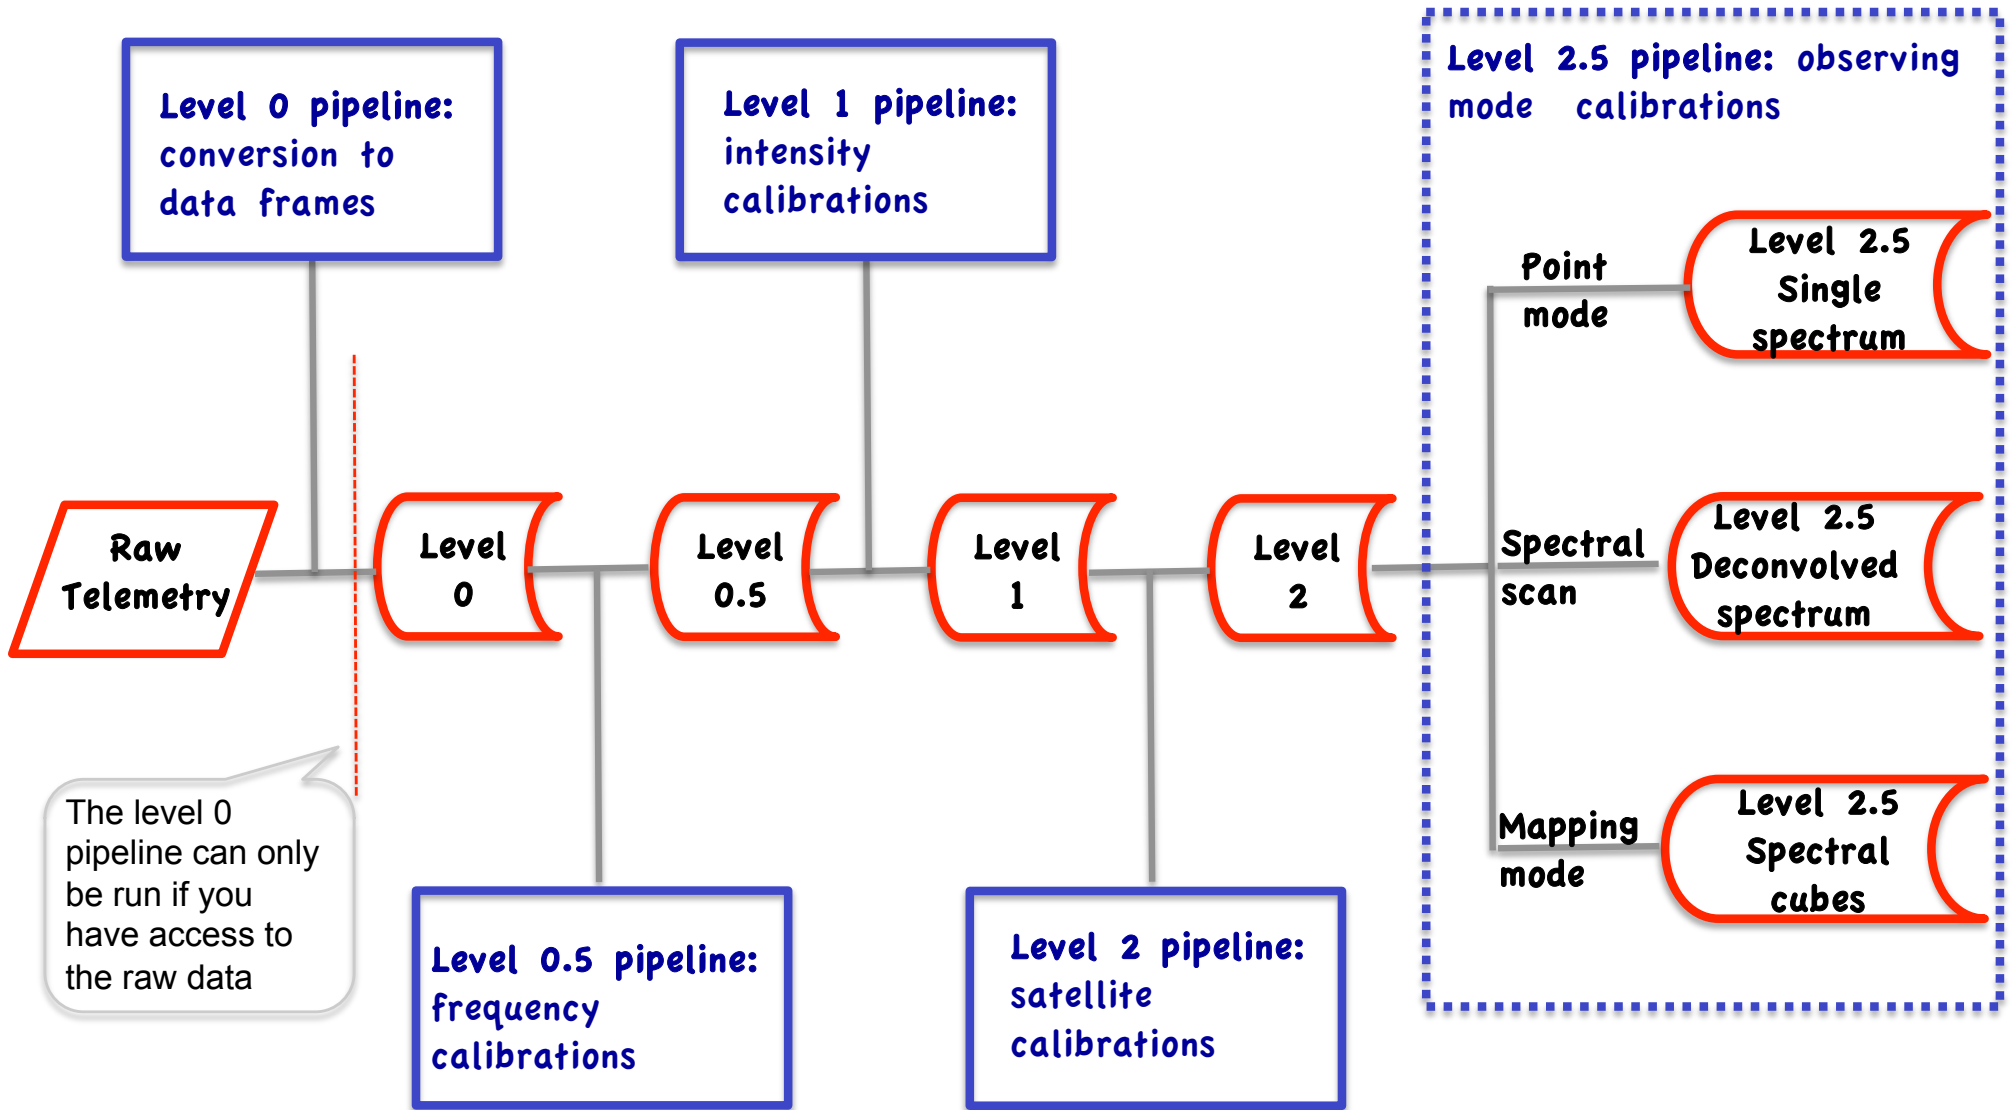 Level 0 pipeline:
conversion to
data frames
Level 1 pipeline:
intensity
calibrations
Level 2.5 pipeline: observing
mode calibrations
Point
mode
Level 2.5
Single
spectrum
Raw
Telemetry
Level
0
Level
0.5
Level
1
Level
2
Spectral
scan
Level 2.5
Deconvolved
spectrum
Mapping
mode
Level 2.5
Spectral
cubes
The level 0
pipeline can only
be run if you
have access to
the raw data
Level 0.5 pipeline:
frequency
calibrations
Level 2 pipeline:
satellite
calibrations